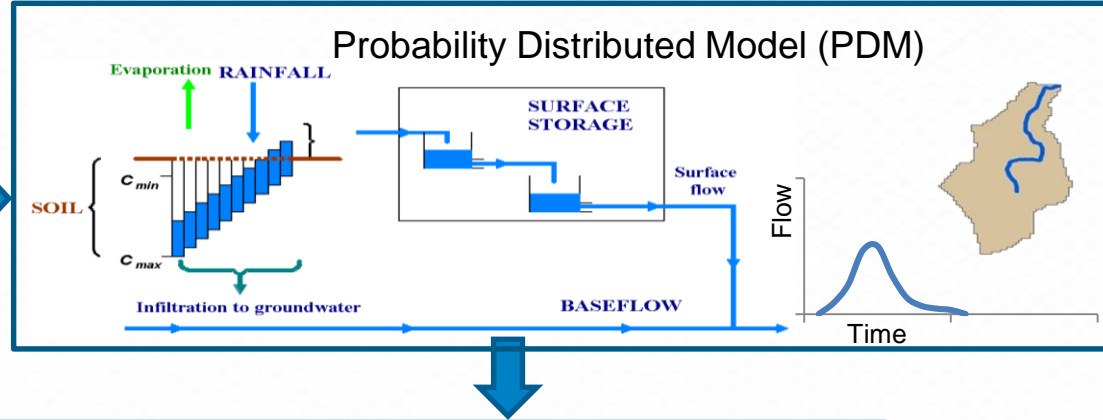 Probability Distributed Model (PDM)
Evaporation RAINFALL
SURFACE
STORAGE
c min
SOIL
c max
Surface
flow
Flow
Infiltration to groundwater
BASEFLOW
Time